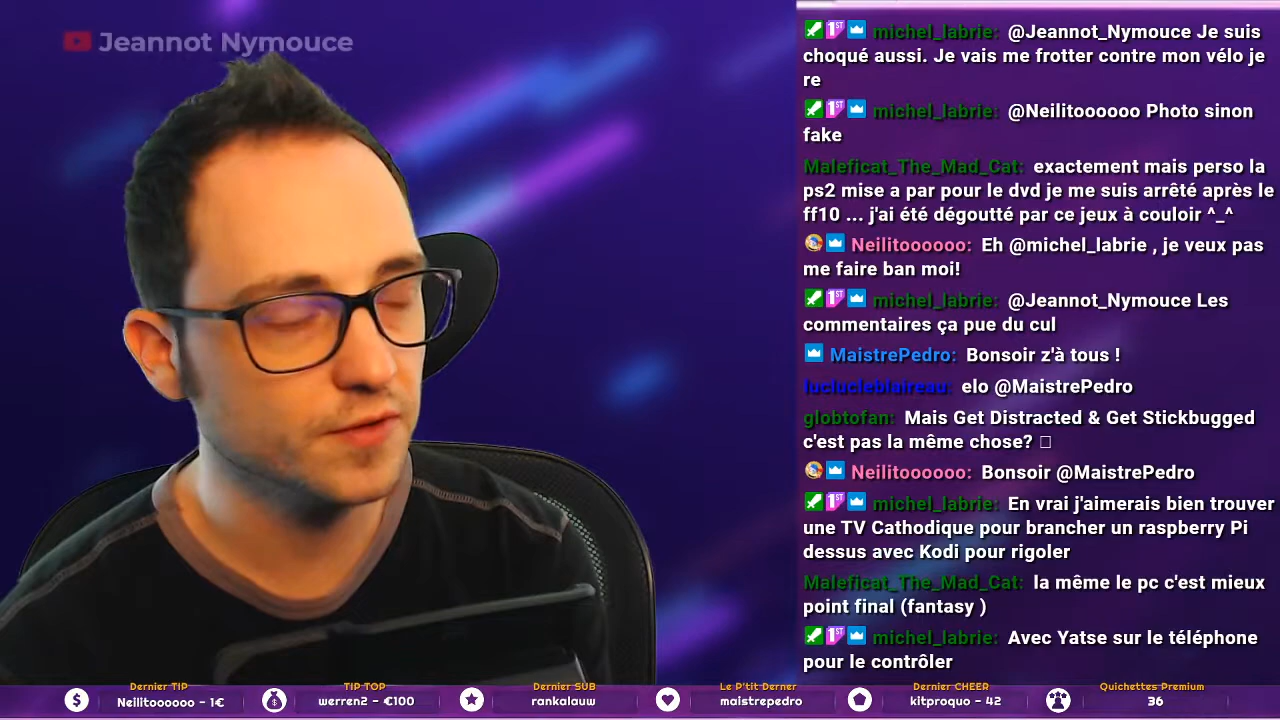 Jeannot Nymouce
michel_labrie: @Jeannot_Nymouce Je suis
choqué aussi. Je vais me frotter contre mon vélo je
re
michel_labrie: @Neilitoooooo Photo sinon
fake
Maleficat_The_Mad_Cat: exactement mais perso la
ps2 mise a par pour le dvd je me suis arrêté après le
ff10 ... j'ai été dégoutté par ce jeux à couloir ^_^
Neilitoooooo: Eh @michel_labrie , je veux pas
me faire ban moi!
michel_labrie: @Jeannot_Nymouce Les
commentaires ça pue du cul
MaistrePedro: Bonsoir z'à tous !
luclucleblaireau: elo @MaistrePedro
globtofan: Mais Get Distracted & Get Stickbugged
c'est pas la même chose?
Neilitoooooo: Bonsoir @MaistrePedro
michel_labrie: En vrai j'aimerais bien trouver
une TV Cathodique pour brancher un raspberry Pi
dessus avec Kodi pour rigoler
Maleficat_The_Mad_Cat: la même le pc c'est mieux
point final (fantasy )
michel_labrie: Avec Yatse sur le téléphone
pour le contrôler
Dernier TIP
Neilitoooooo - 1€
TIP TOP
werren2 - €100
Dernier SUB
rankalauw
Le P'tit Derner
maistrepedro
Dernier CHEER
kitproquo - 42
Quichettes Premium
36